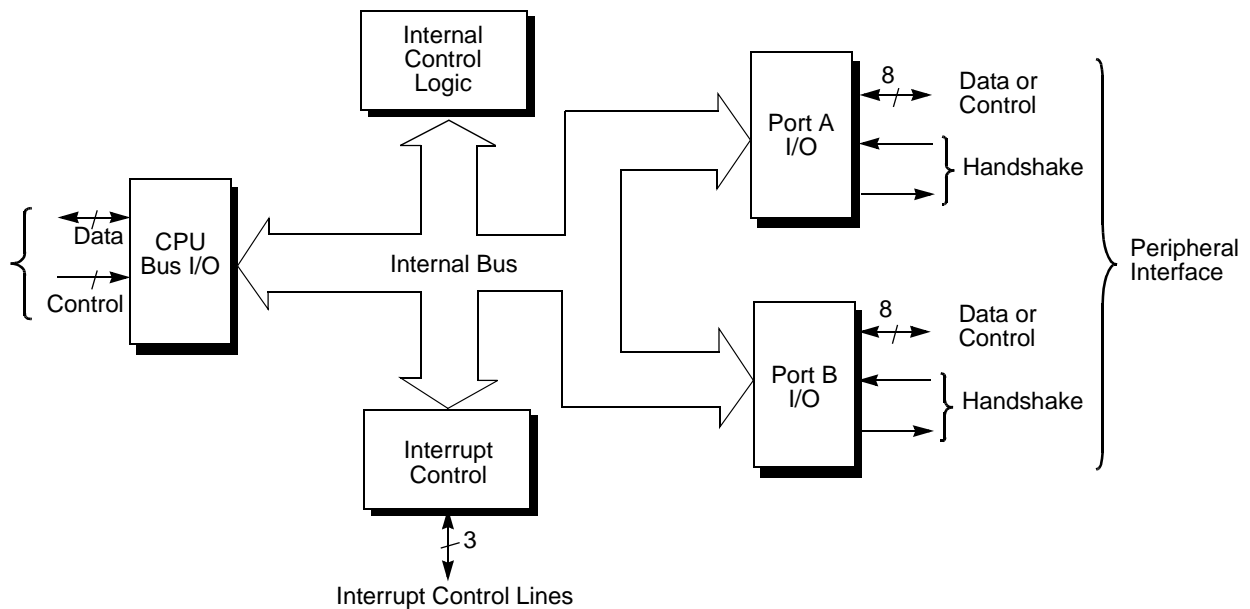 Internal
Control
Logic
8
Data or
Control
Port A
I/O
Handshake
Data
CPU
Bus I/O
Control
Internal Bus
Peripheral
Interface
8
Data or
Control
Port B
I/O
Handshake
Interrupt
Control
3
Interrupt Control Lines